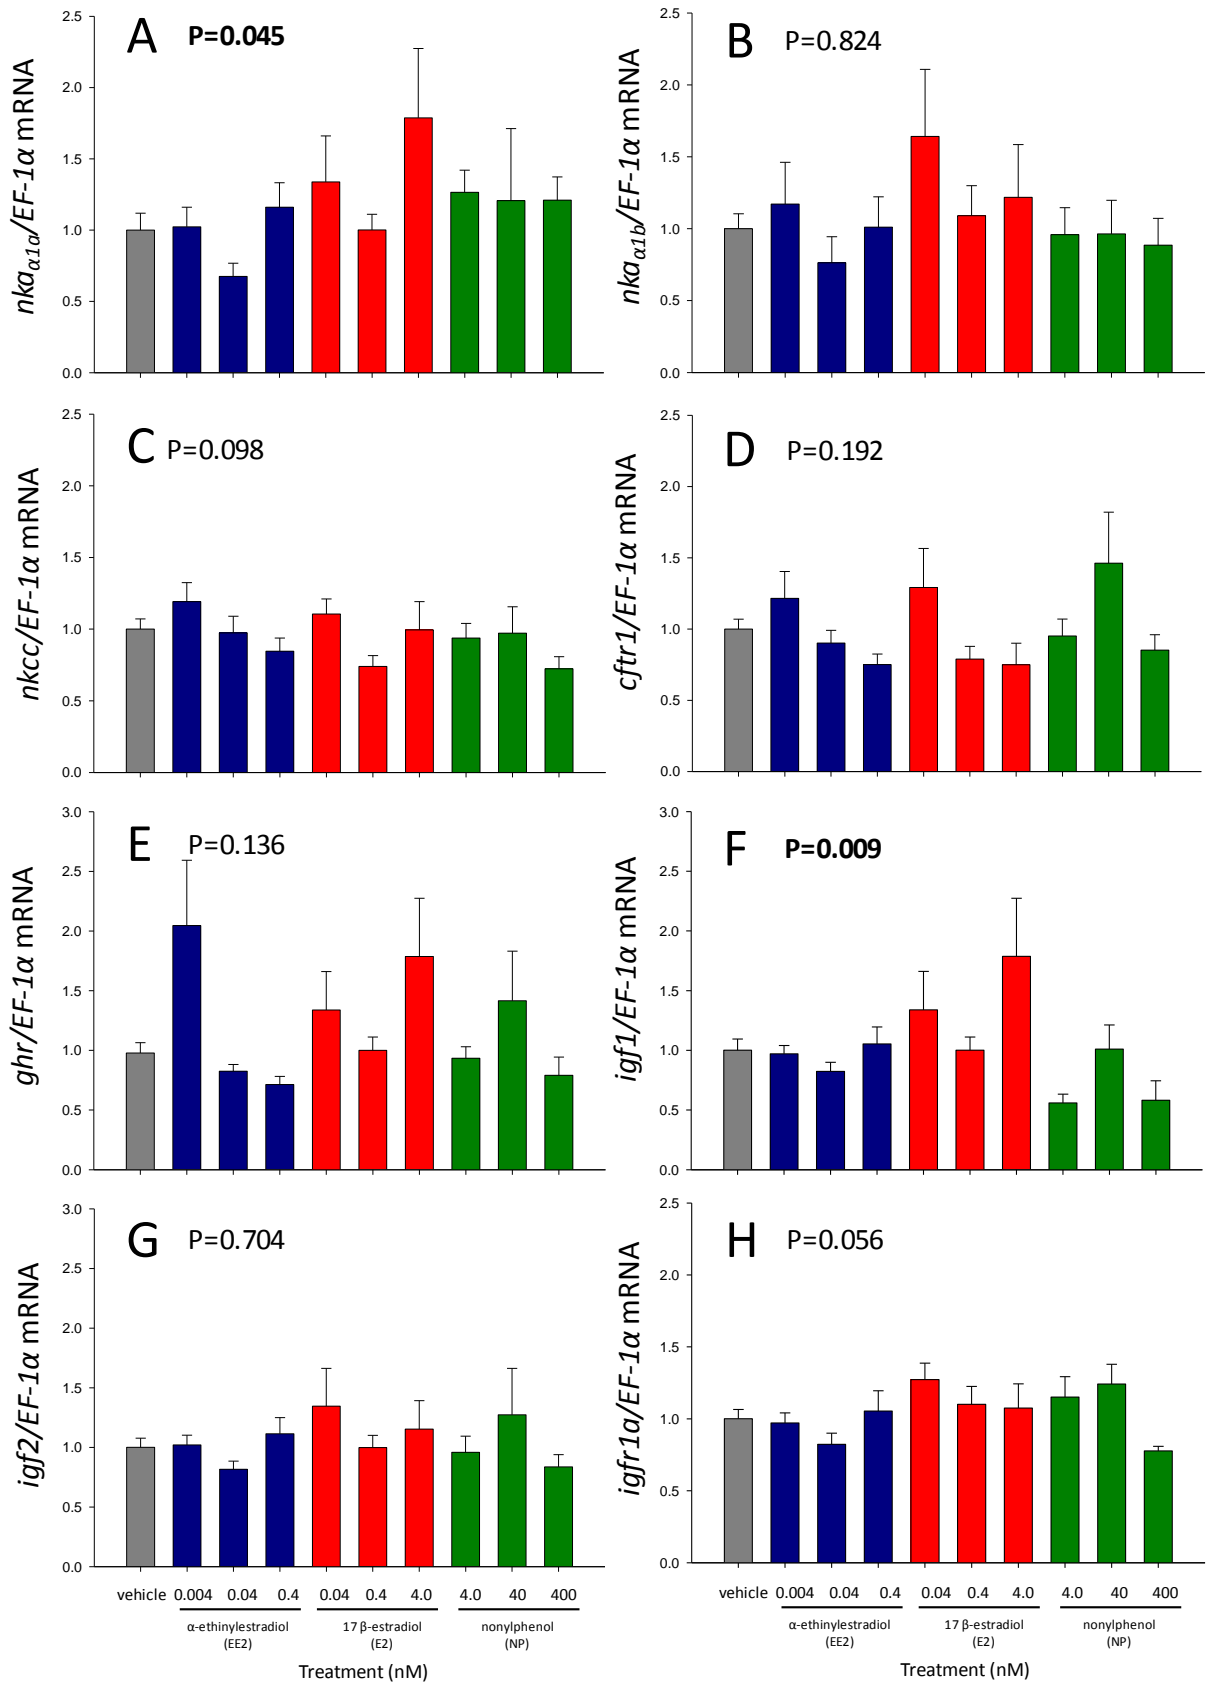 A P=0.045
2.5
2.0
1.5
1.0
0.5
0.0
nkaα1a/EF-1α mRNA
B P=0.824
2.5
2.0
1.5
1.0
0.5
0.0
nkaα1b/EF-1α mRNA
C P=0.098
2.5
2.0
1.5
1.0
0.5
0.0
nkcc/EF-1α mRNA
D P=0.192
2.5
2.0
1.5
1.0
0.5
0.0
cftr1/EF-1α mRNA
E P=0.136
3.0
2.5
2.0
1.5
1.0
0.5
0.0
ghr/EF-1α mRNA
F P=0.009
3.0
2.5
2.0
1.5
1.0
0.5
0.0
igf1/EF-1α mRNA
G P=0.704
3.0
2.5
2.0
1.5
1.0
0.5
0.0
igf2/EF-1α mRNA
vehicle 0.004 0.04 0.4 0.04 0.4 4.0 4.0 40 400
α-ethinylestradiol 17 β-estradiol nonylphenol
(EE2) (E2) (NP)
Treatment (nM)
H P=0.056
2.5
2.0
1.5
1.0
0.5
0.0
igfr1a/EF-1α mRNA
vehicle 0.004 0.04 0.4 0.04 0.4 4.0 4.0 40 400
α-ethinylestradiol 17 β-estradiol nonylphenol
(EE2) (E2) (NP)
Treatment (nM)